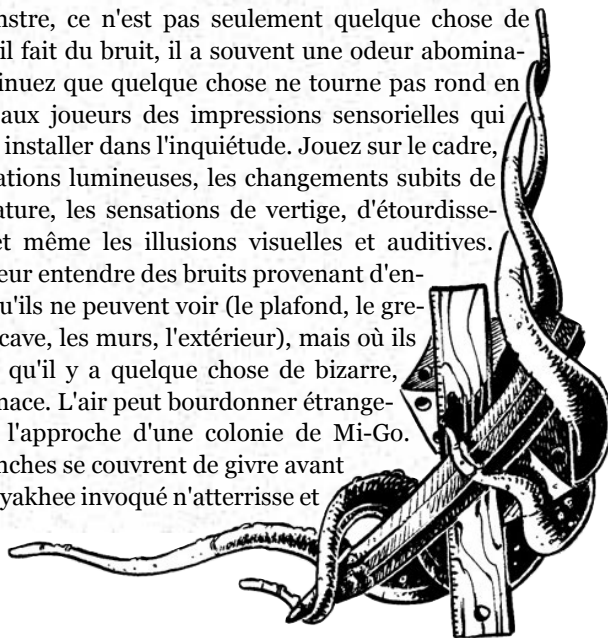 nstre, ce n'est pas seulement quelque chose de
il fait du bruit, il a souvent une odeur abomina-
inuez que quelque chose ne tourne pas rond en
aux joueurs des impressions sensorielles qui
installer dans l'inquiétude. Jouez sur le cadre,
ations lumineuses, les changements subits de
ature, les sensations de vertige, d'étourdisse-
et même les illusions visuelles et auditives.
eur entendre des bruits provenant d'en-
qu'ils ne peuvent voir (le plafond, le gre-
cave, les murs, l'extérieur), mais où ils
qu'il y a quelque chose de bizarre,
nace. L'air peut bourdonner étrange-
l'approche d'une colonie de Mi-Go.
nches se couvrent de givre avant
yakhee invoqué n'atterrisse et